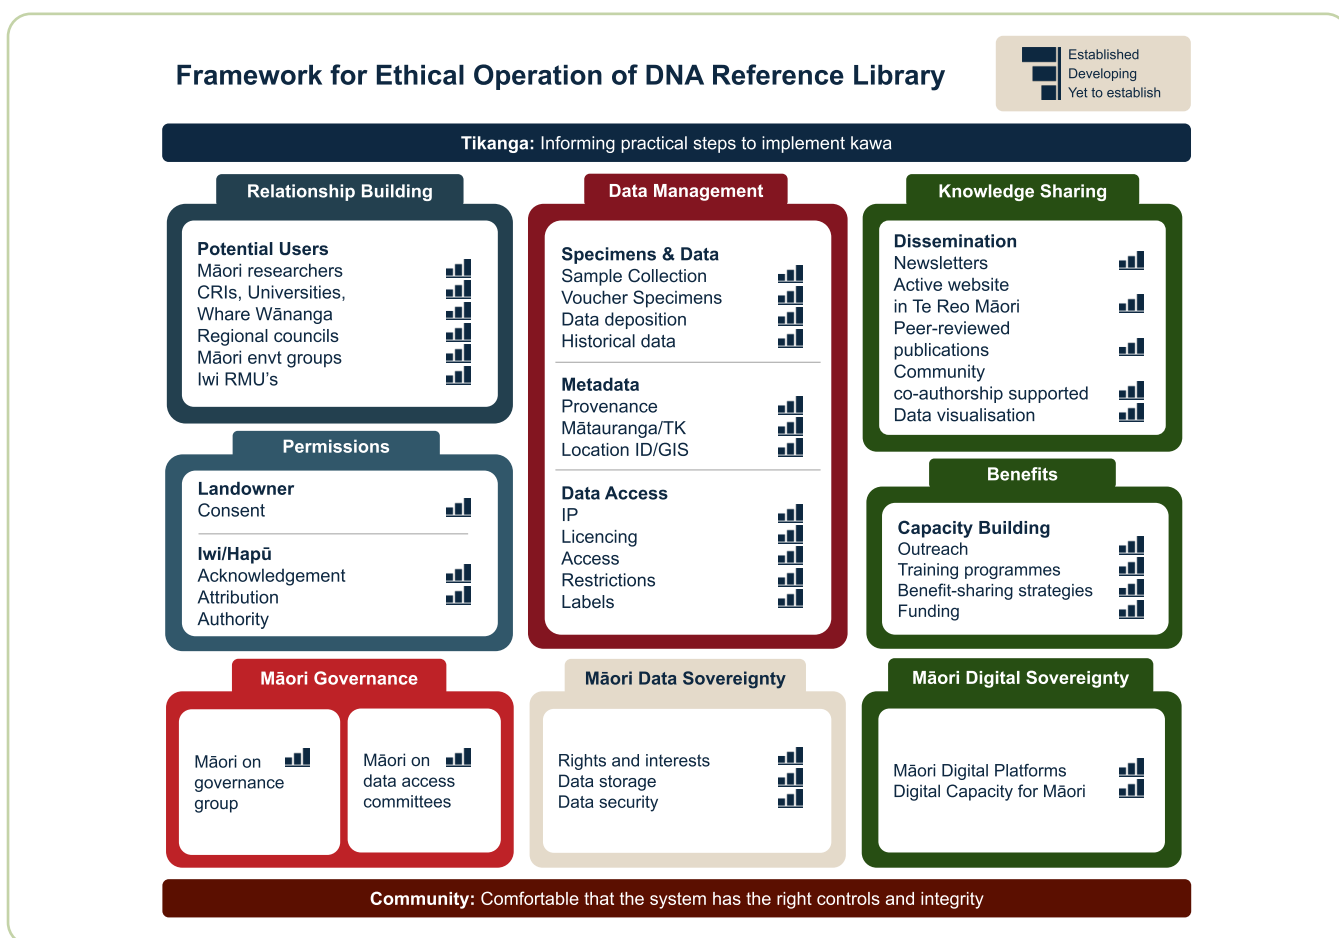 Framework for Ethical Operation of DNA Reference Library
Established
Developing
Yet to establish
Tikanga: Informing practical steps to implement kawa
Relationship Building
Potential Users
Māori researchers
CRIs, Universities,
Whare Wānanga
Regional councils
Māori envt groups
Iwi RMU's
Permissions
Landowner
Consent
Iwi/Hapū
Acknowledgement
Attribution
Authority
Data Management
Specimens & Data
Sample Collection
Voucher Specimens
Data deposition
Historical data
Metadata
Provenance
Mātauranga/TK
Location ID/GIS
Data Access
IP
Licencing
Access
Restrictions
Labels
Knowledge Sharing
Dissemination
Newsletters
Active website
in Te Reo Māori
Peer-reviewed
publications
Community
co-authorship supported
Data visualisation
Benefits
Capacity Building
Outreach
Training programmes
Benefit-sharing strategies
Funding
Māori Governance
Māori on
governance
group
Māori on
data access
committees
Māori Data Sovereignty
Rights and interests
Data storage
Data security
Māori Digital Sovereignty
Māori Digital Platforms
Digital Capacity for Māori
Community: Comfortable that the system has the right controls and integrity